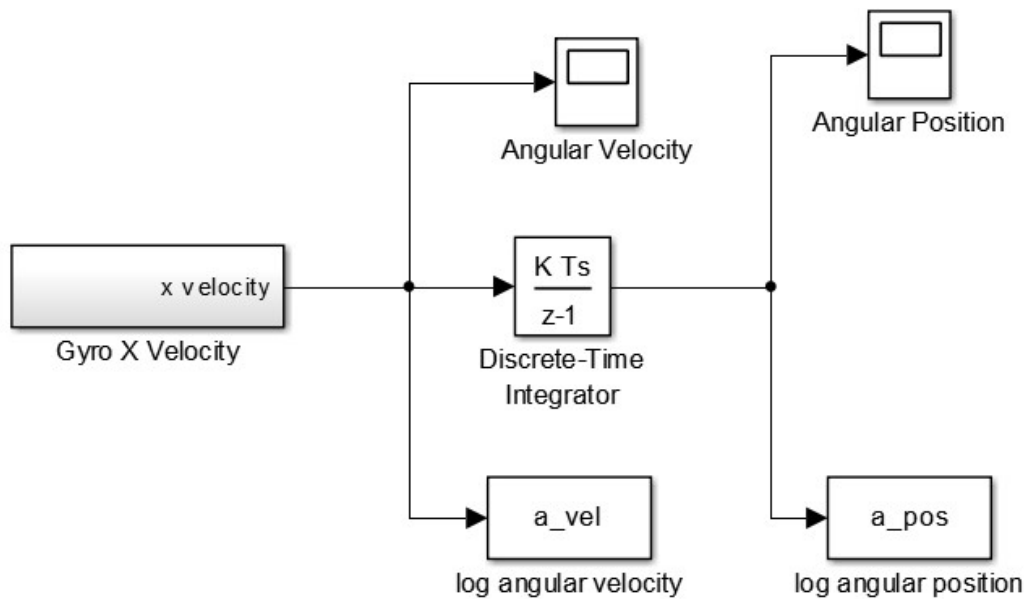 Angular Velocity
Angular Position
x velocity
Gyro X Velocity
K Ts
z-1
Discrete-Time
Integrator
a_vel
log angular velocity
a_pos
log angular position